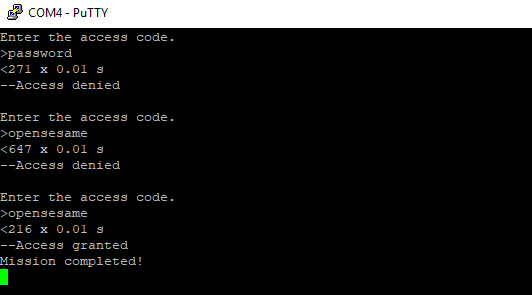 COM4 - PuTTY
Enter the access code.
>password
<271 x 0.01 s
--Access denied
Enter the access code.
>opensesame
<647 x 0.01 s
--Access denied
Enter the access code.
>opensesame
<216 x 0.01 s
--Access granted
Mission completed!